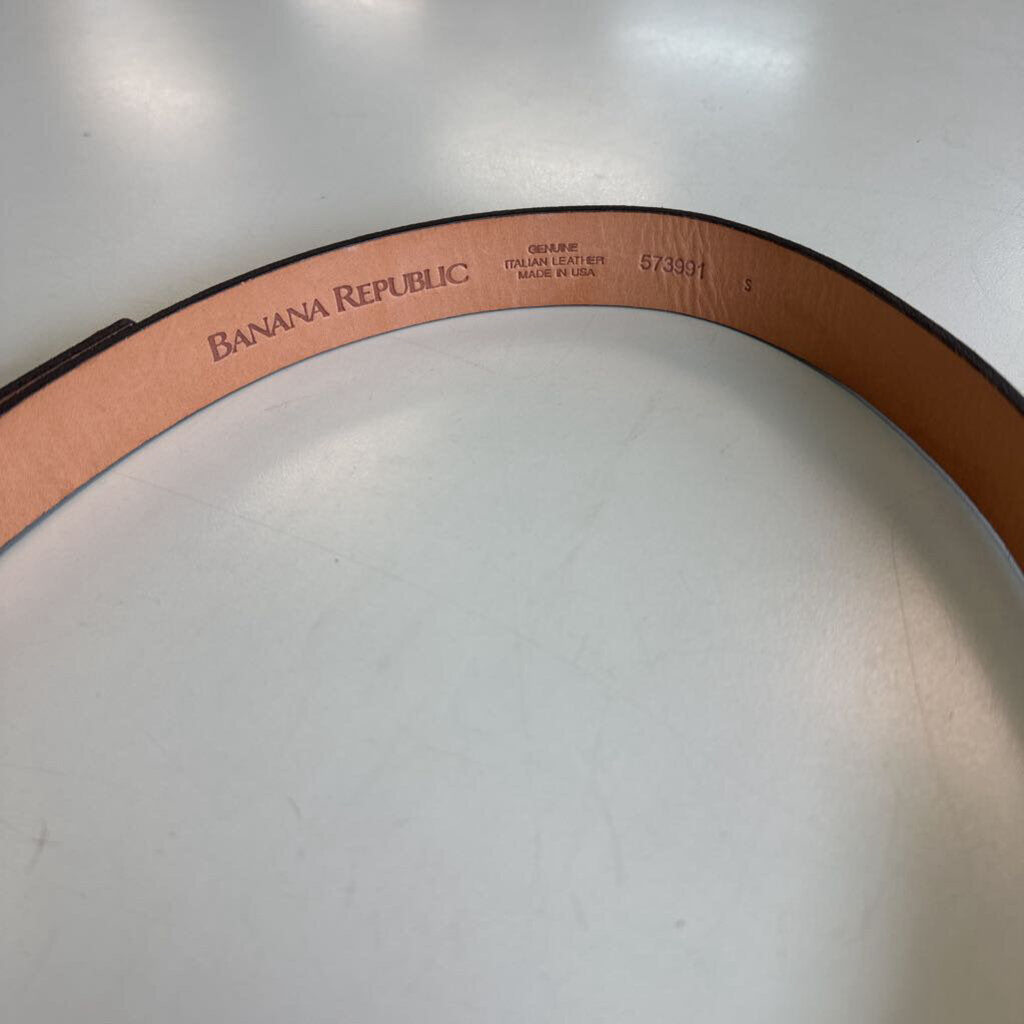 BANANA REPUBLIC
GENUINE
ITALIAN LEATHER
MADE IN USA
573991
S